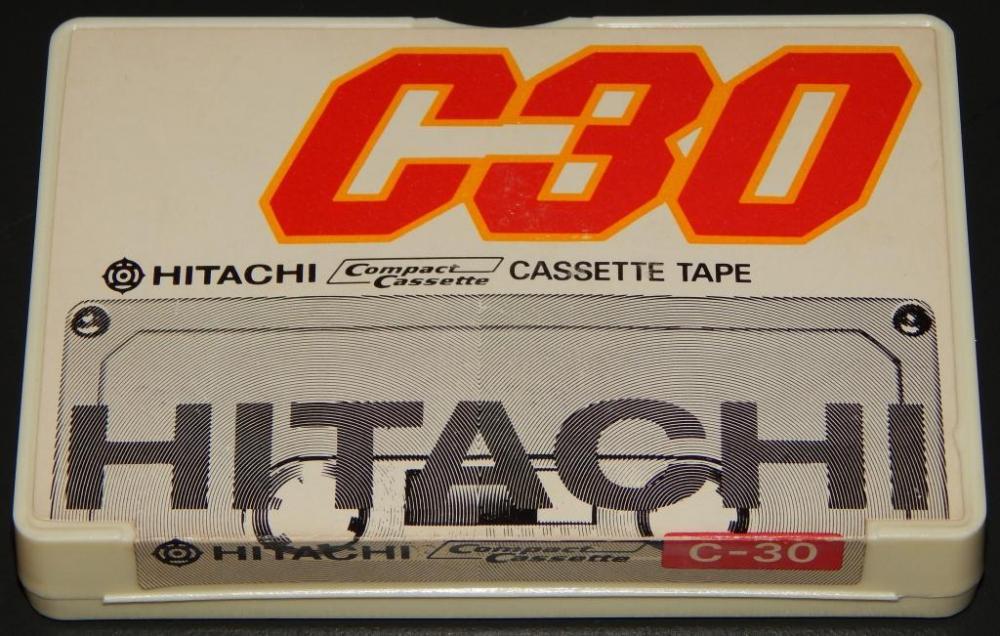 C30
HITACHI Compact Cassette CASSETTE TAPE
HITACHI
HITACHI Compact Cassette C-30